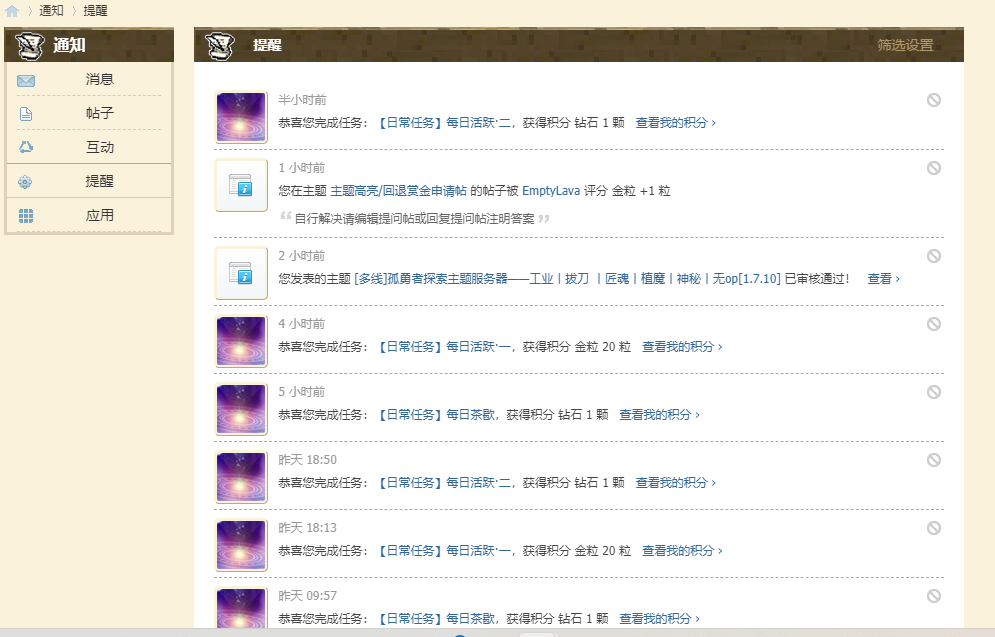 通知 〉 提醒
通知
消息
帖子
互动
提醒
应用
提醒
筛选设置
半小时前
恭喜您完成任务：【日常任务】每日活跃·二，获得积分 钻石 1 颗 查看我的积分 ›
1 小时前
您在主题 主题高亮/回退赏金申请帖 的帖子被 EmptyLava 评分 金粒 +1 粒
“自行解决请编辑提问帖或回复提问帖注明答案”
2 小时前
您发表的主题 [多线]孤勇者探索主题服务器——工业丨拔刀 丨匠魂丨植魔丨神秘丨无op[1.7.10] 已审核通过！ 查看 ›
4 小时前
恭喜您完成任务：【日常任务】每日活跃·一，获得积分 金粒 20 粒 查看我的积分 ›
5 小时前
恭喜您完成任务：【日常任务】每日茶歇，获得积分 钻石 1 颗 查看我的积分 ›
昨天 18:50
恭喜您完成任务：【日常任务】每日活跃·二，获得积分 钻石 1 颗 查看我的积分 ›
昨天 18:13
恭喜您完成任务：【日常任务】每日活跃·一，获得积分 金粒 20 粒 查看我的积分 ›
昨天 09:57
恭喜您完成任务：【日常任务】每日茶歇，获得积分 钻石 1 颗 查看我的积分 ›